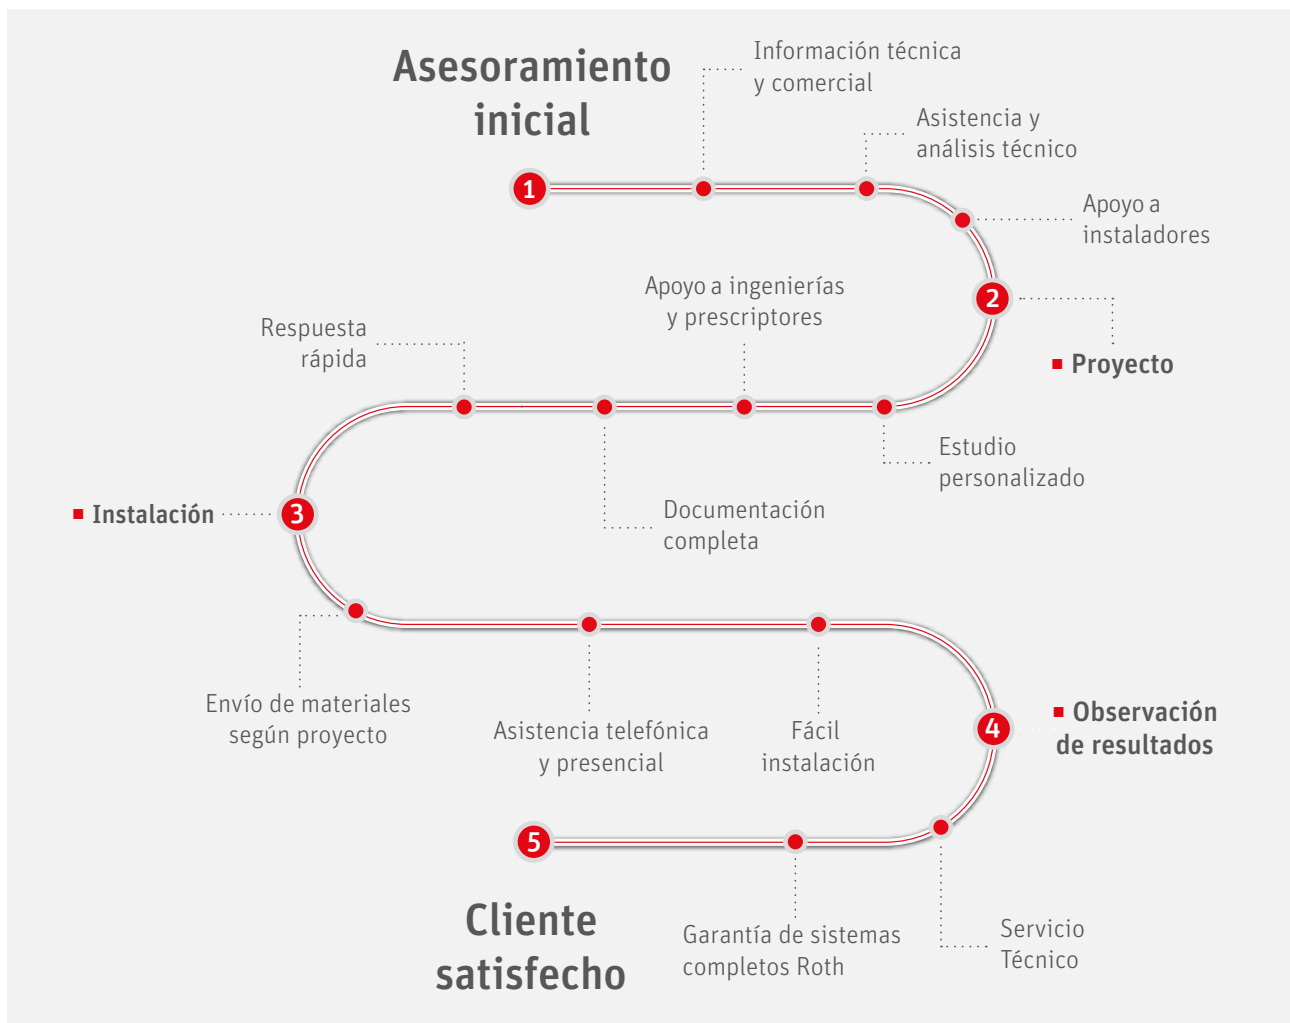 Asesoramiento
inicial
Información técnica
y comercial
Asistencia y
análisis técnico
Apoyo a
instaladores
1
2
■ Proyecto
Apoyo a ingenierías
y prescriptores
Respuesta
rápida
Estudio
personalizado
Documentación
completa
■ Instalación
3
Envío de materiales
según proyecto
Asistencia telefónica
y presencial
Fácil
instalación
4
■ Observación
de resultados
5
Cliente
satisfecho
Garantía de sistemas
completos Roth
Servicio
Técnico